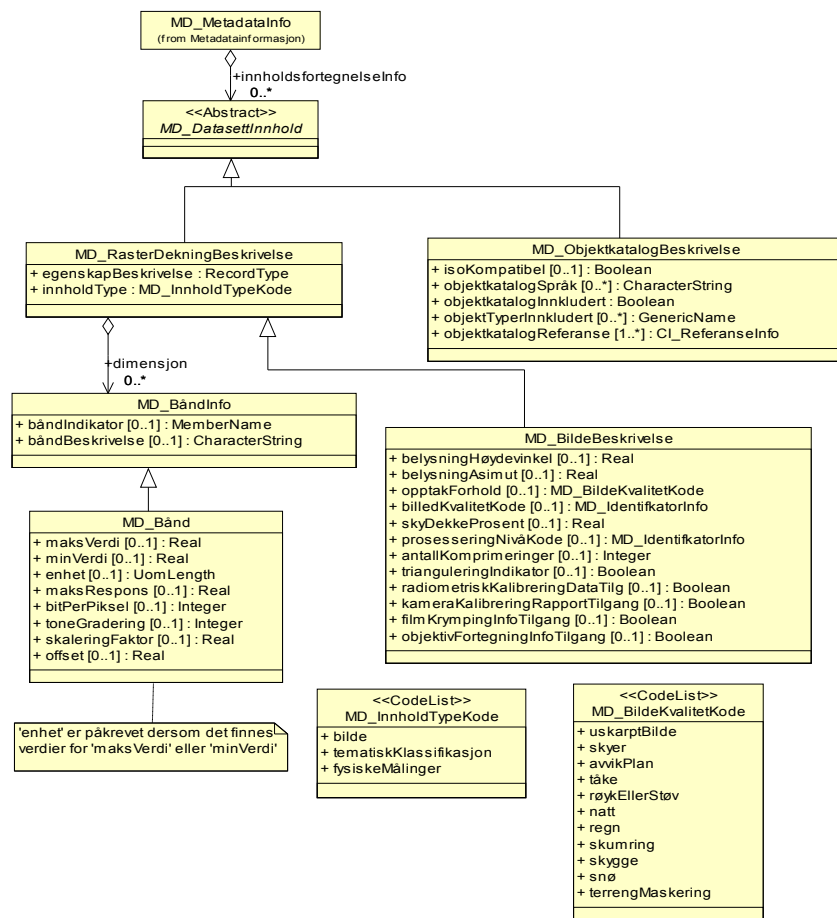 MD_MetadataInfo
(from Metadatainformasjon)
+innholdsfortegnelseInfo
0..*
<<Abstract>>
MD_DatasettInnhold
MD_RasterDekningBeskrivelse
+ egenskapBeskrivelse : RecordType
+ innholdType : MD_InnholdTypeKode
MD_ObjektkatalogBeskrivelse
+ isoKompatibel [0..1] : Boolean
+ objektkatalogSpråk [0..*] : CharacterString
+ objektkatalogInnkludert : Boolean
+ objektTyperInnkludert [0..*] : GenericName
+ objektkatalogReferanse [1..*] : CI_ReferanseInfo
+dimensjon
0..*
MD_BåndInfo
+ båndIndikator [0..1] : MemberName
+ båndBeskrivelse [0..1] : CharacterString
MD_BildeBeskrivelse
+ belysningHøydevinkel [0..1] : Real
+ belysningAsimut [0..1] : Real
+ opptakForhold [0..1] : MD_BildeKvalitetKode
+ billedKvalitetKode [0..1] : MD_IdentifkatorInfo
+ skyDekkeProsent [0..1] : Real
+ prosesseringNivåKode [0..1] : MD_IdentifkatorInfo
+ antallKomprimeringer [0..1] : Integer
+ trianguleringIndikator [0..1] : Boolean
+ radiometriskKalibreringDataTilg [0..1] : Boolean
+ kameraKalibreringRapportTilgang [0..1] : Boolean
+ filmKrympingInfoTilgang [0..1] : Boolean
+ objektivFortegningInfoTilgang [0..1] : Boolean
MD_Bånd
+ maksVerdi [0..1] : Real
+ minVerdi [0..1] : Real
+ enhet [0..1] : UomLength
+ maksRespons [0..1] : Real
+ bitPerPiksel [0..1] : Integer
+ toneGradering [0..1] : Integer
+ skaleringFaktor [0..1] : Real
+ offset [0..1] : Real
'enhet' er påkrevet dersom det finnes
verdier for 'maksVerdi' eller 'minVerdi'
<<CodeList>>
MD_InnholdTypeKode
+ bilde
+ tematiskKlassifikasjon
+ fysiskeMålinger
<<CodeList>>
MD_BildeKvalitetKode
+ uskarptBilde
+ skyer
+ avvikPlan
+ tåke
+ røykEllerStøv
+ natt
+ regn
+ skumring
+ skygge
+ snø
+ terrengMaskering